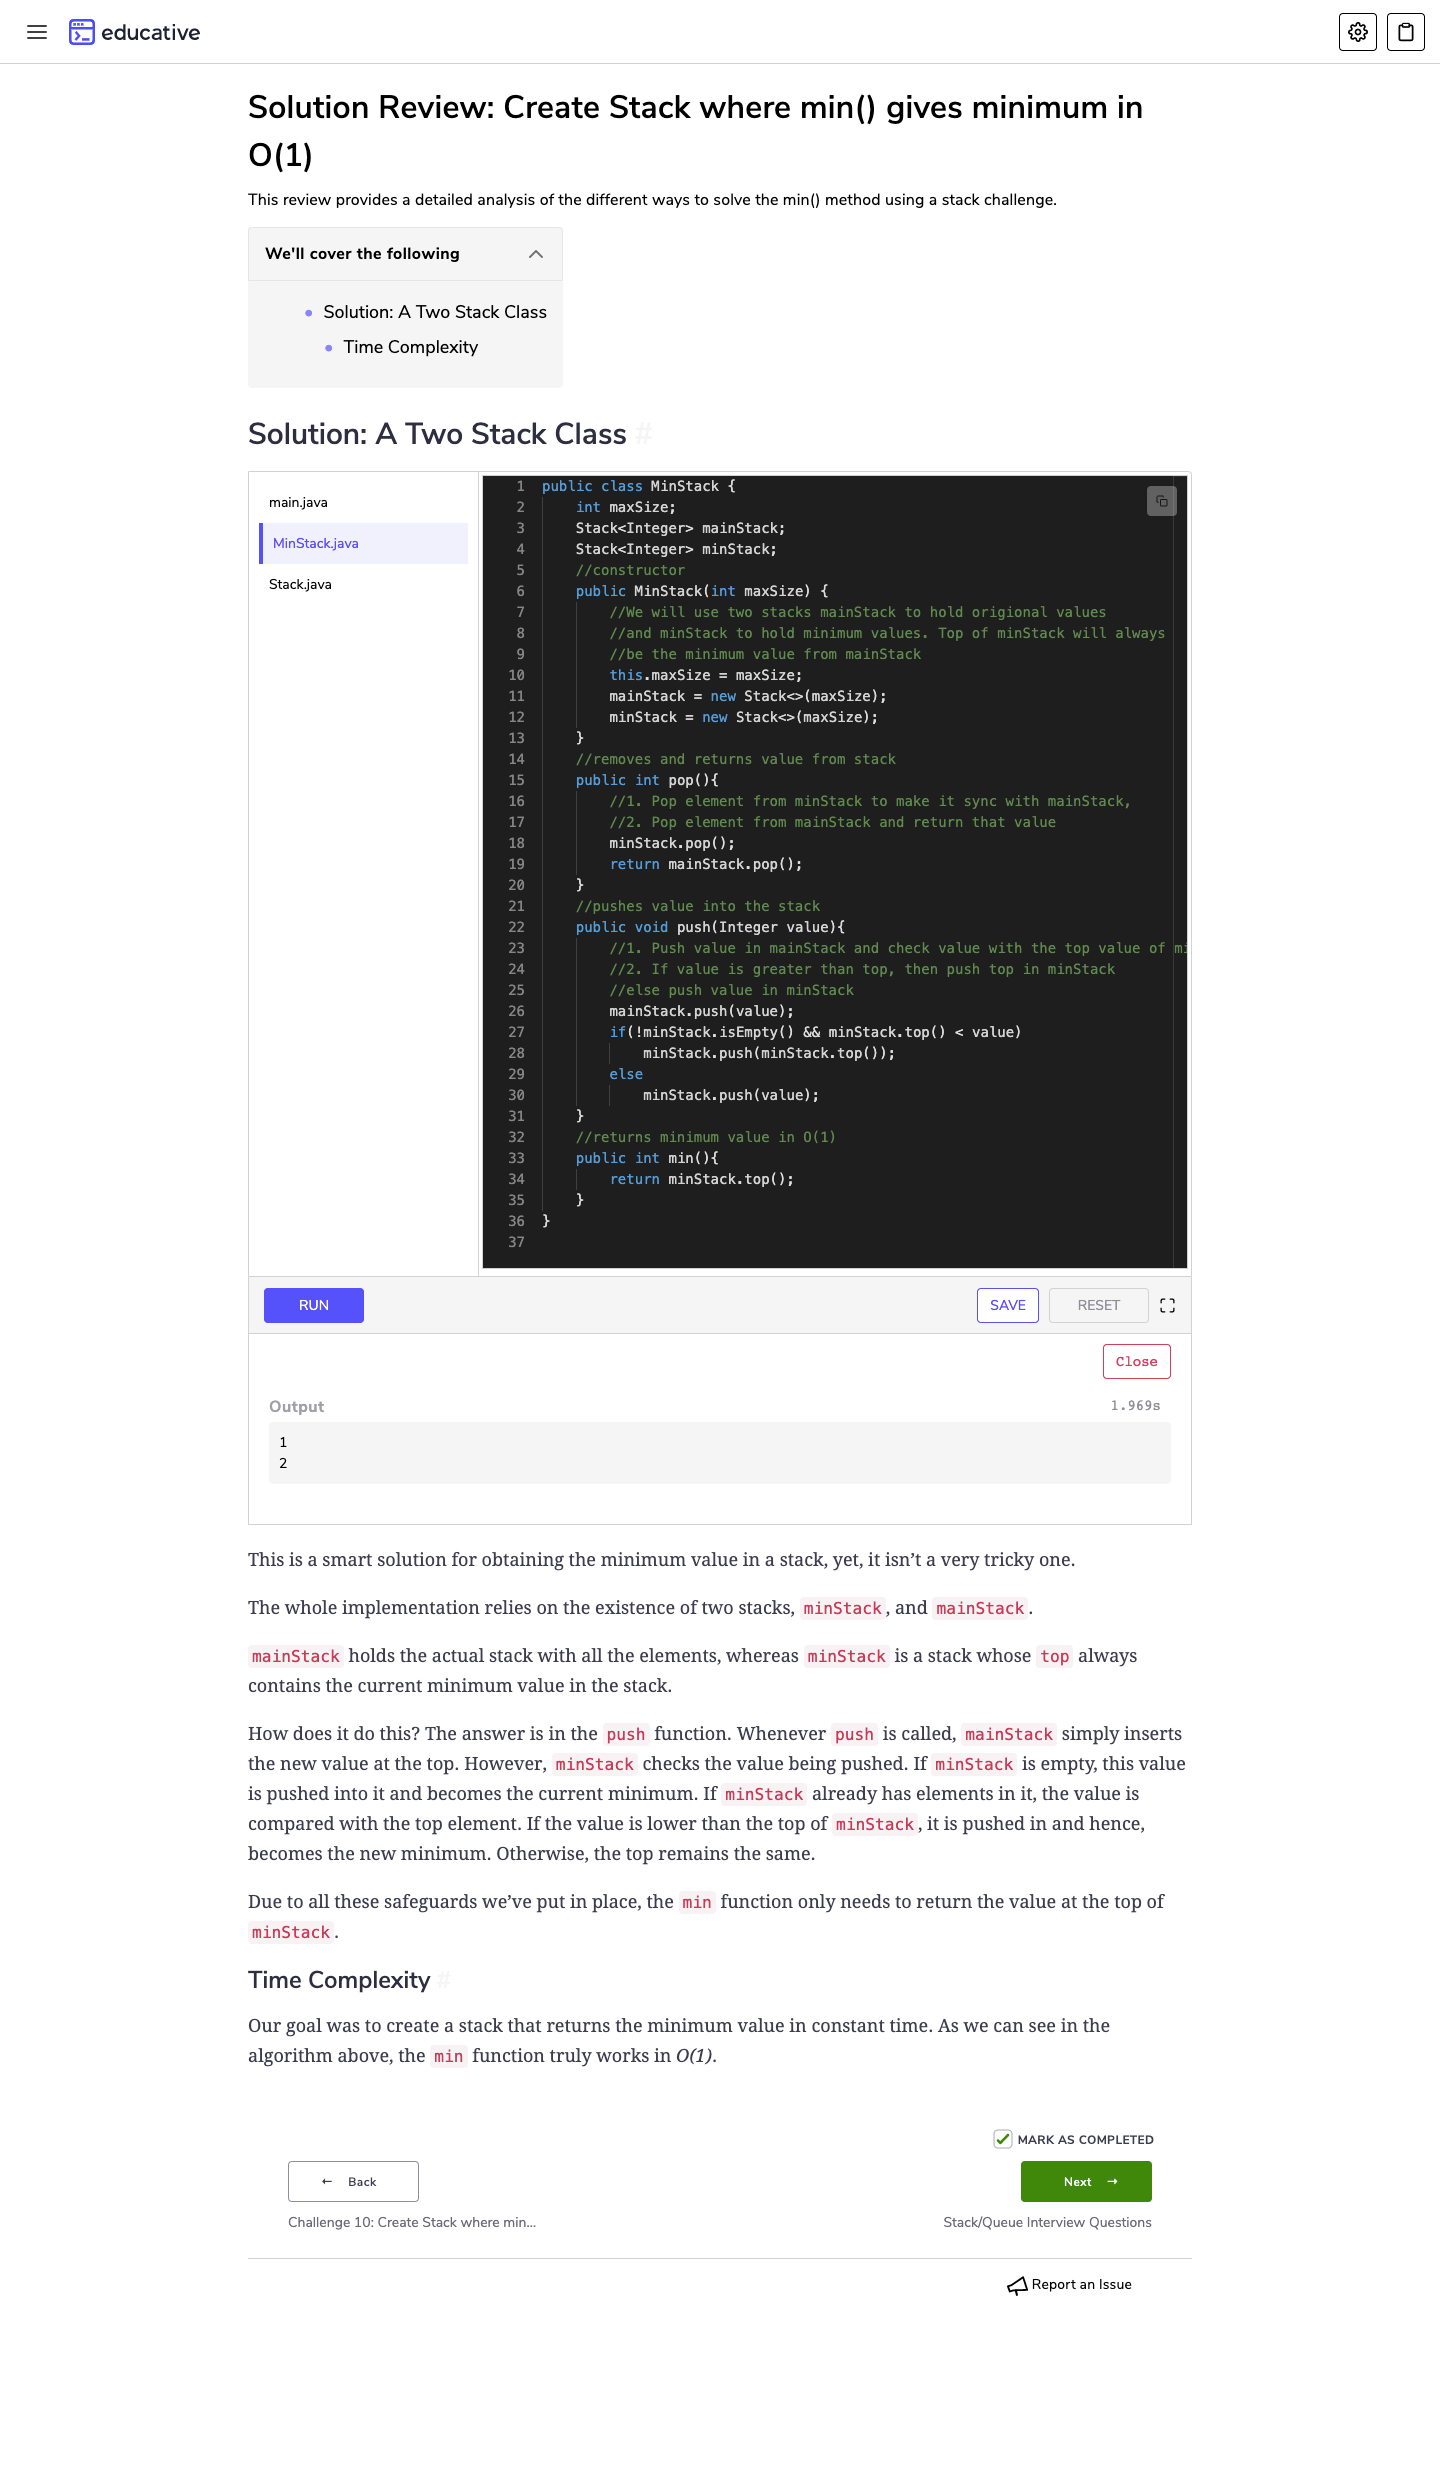 educative
Solution Review: Create Stack where min() gives minimum in
O(1)
This review provides a detailed analysis of the different ways to solve the min() method using a stack challenge.
We'll cover the following
Solution: A Two Stack Class
Time Complexity
Solution: A Two Stack Class #
main.java
MinStack.java
Stack.java
1 public class MinStack {
2     int maxSize;
3     Stack<Integer> mainStack;
4     Stack<Integer> minStack;
5     //constructor
6     public MinStack(int maxSize) {
7         //We will use two stacks mainStack to hold origional values
8         //and minStack to hold minimum values. Top of minStack will always
9         //be the minimum value from mainStack
10         this.maxSize = maxSize;
11         mainStack = new Stack<>(maxSize);
12         minStack = new Stack<>(maxSize);
13     }
14     //removes and returns value from stack
15     public int pop(){
16         //1. Pop element from minStack to make it sync with mainStack,
17         //2. Pop element from mainStack and return that value
18         minStack.pop();
19         return mainStack.pop();
20     }
21     //pushes value into the stack
22     public void push(Integer value){
23         //1. Push value in mainStack and check value with the top value of mi
24         //2. If value is greater than top, then push top in minStack
25         //else push value in minStack
26         mainStack.push(value);
27         if(!minStack.isEmpty() && minStack.top() < value)
28             minStack.push(minStack.top());
29         else
30             minStack.push(value);
31     }
32     //returns minimum value in O(1)
33     public int min(){
34         return minStack.top();
35     }
36 }
37
RUN
SAVE
RESET
Close
Output
1.969s
1
2
This is a smart solution for obtaining the minimum value in a stack, yet, it isn’t a very tricky one.
The whole implementation relies on the existence of two stacks, minStack, and mainStack.
mainStack holds the actual stack with all the elements, whereas minStack is a stack whose top always
contains the current minimum value in the stack.
How does it do this? The answer is in the push function. Whenever push is called, mainStack simply inserts
the new value at the top. However, minStack checks the value being pushed. If minStack is empty, this value
is pushed into it and becomes the current minimum. If minStack already has elements in it, the value is
compared with the top element. If the value is lower than the top of minStack, it is pushed in and hence,
becomes the new minimum. Otherwise, the top remains the same.
Due to all these safeguards we’ve put in place, the min function only needs to return the value at the top of
minStack.
Time Complexity #
Our goal was to create a stack that returns the minimum value in constant time. As we can see in the
algorithm above, the min function truly works in O(1).
MARK AS COMPLETED
← Back
Next →
Challenge 10: Create Stack where min...
Stack/Queue Interview Questions
Report an Issue